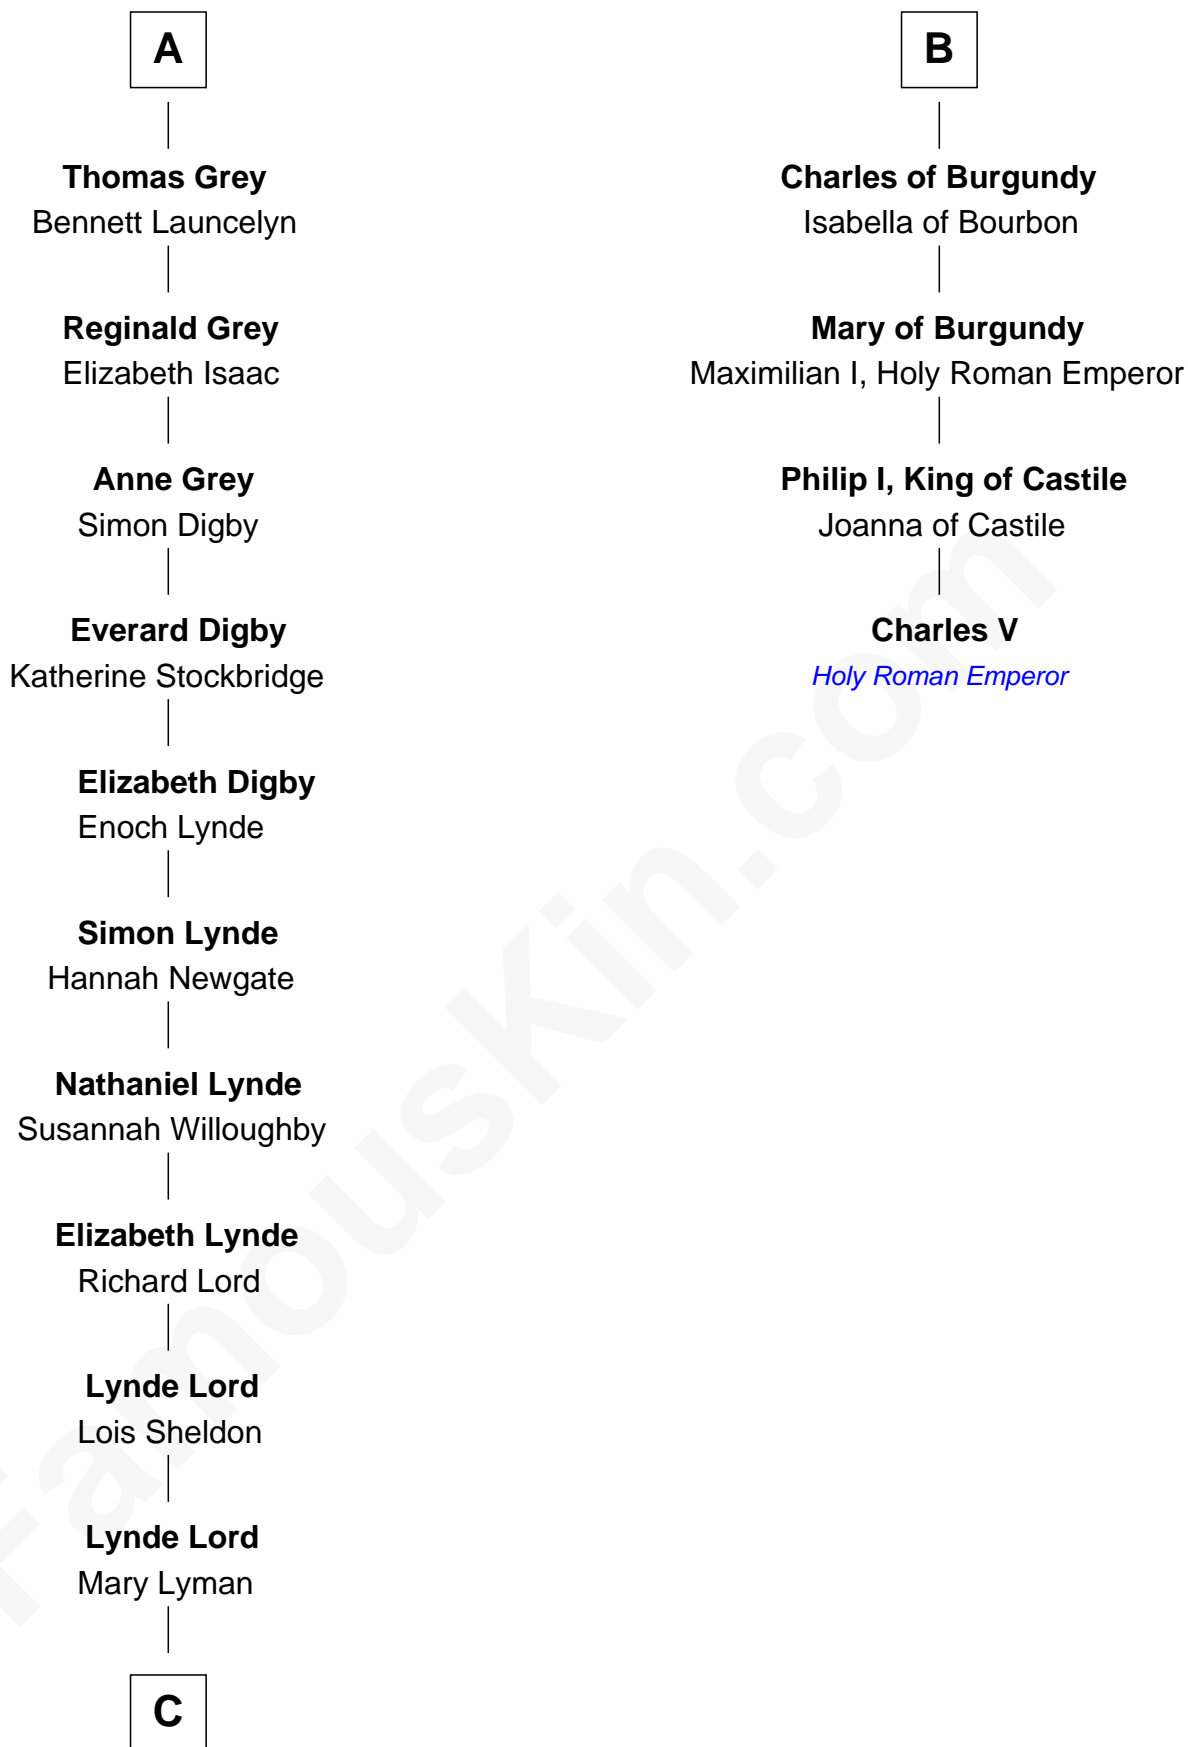 A
Thomas Grey
Bennett Launcelyn
Reginald Grey
Elizabeth Isaac
Anne Grey
Simon Digby
Everard Digby
Katherine Stockbridge
Elizabeth Digby
Enoch Lynde
Simon Lynde
Hannah Newgate
Nathaniel Lynde
Susannah Willoughby
Elizabeth Lynde
Richard Lord
Lynde Lord
Lois Sheldon
Lynde Lord
Mary Lyman
C
B
Charles of Burgundy
Isabella of Bourbon
Mary of Burgundy
Maximilian I, Holy Roman Emperor
Philip I, King of Castile
Joanna of Castile
Charles V
Holy Roman Emperor
FamousKin.com